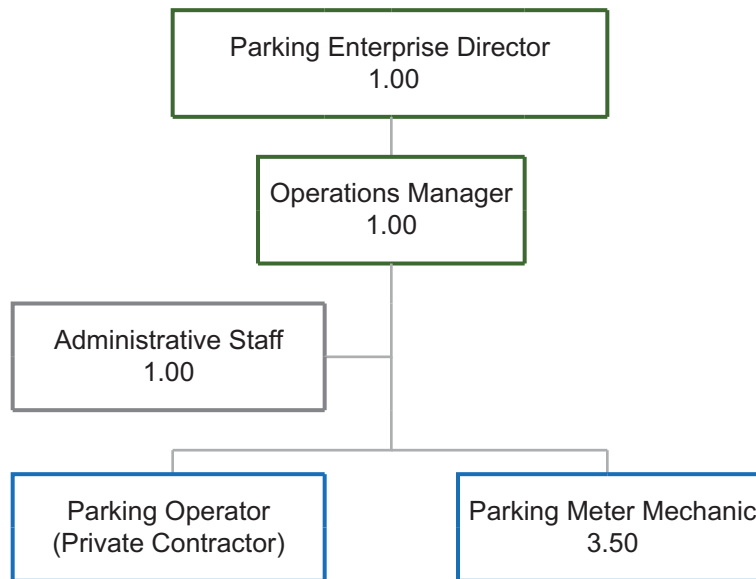 Parking Enterprise Director
1.00
Operations Manager
1.00
Administrative Staff
1.00
Parking Operator
(Private Contractor)
Parking Meter Mechanic
3.50